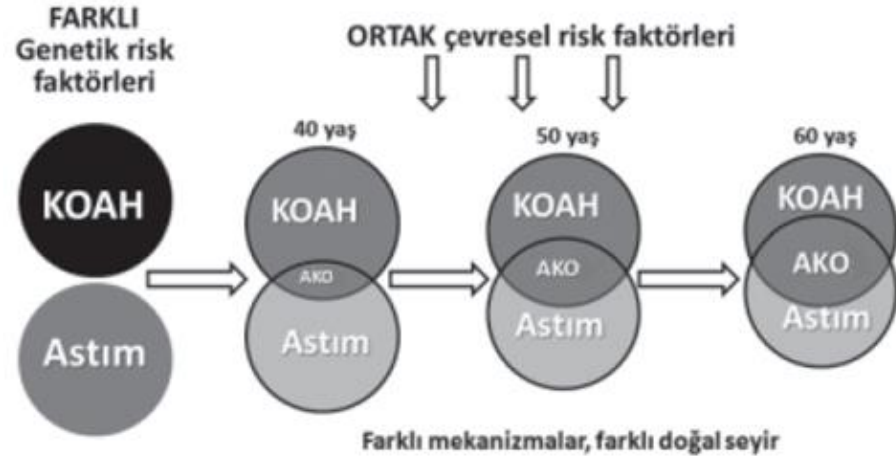 FARKLI
Genetik risk
faktörleri
ORTAK çevresel risk faktörleri
40 yaş
50 yaş
60 yaş
KOAH
Astım
KOAH
AKO
Astım
KOAH
AKO
Astım
KOAH
AKO
Astım
Farklı mekanizmalar, farklı doğal seyir